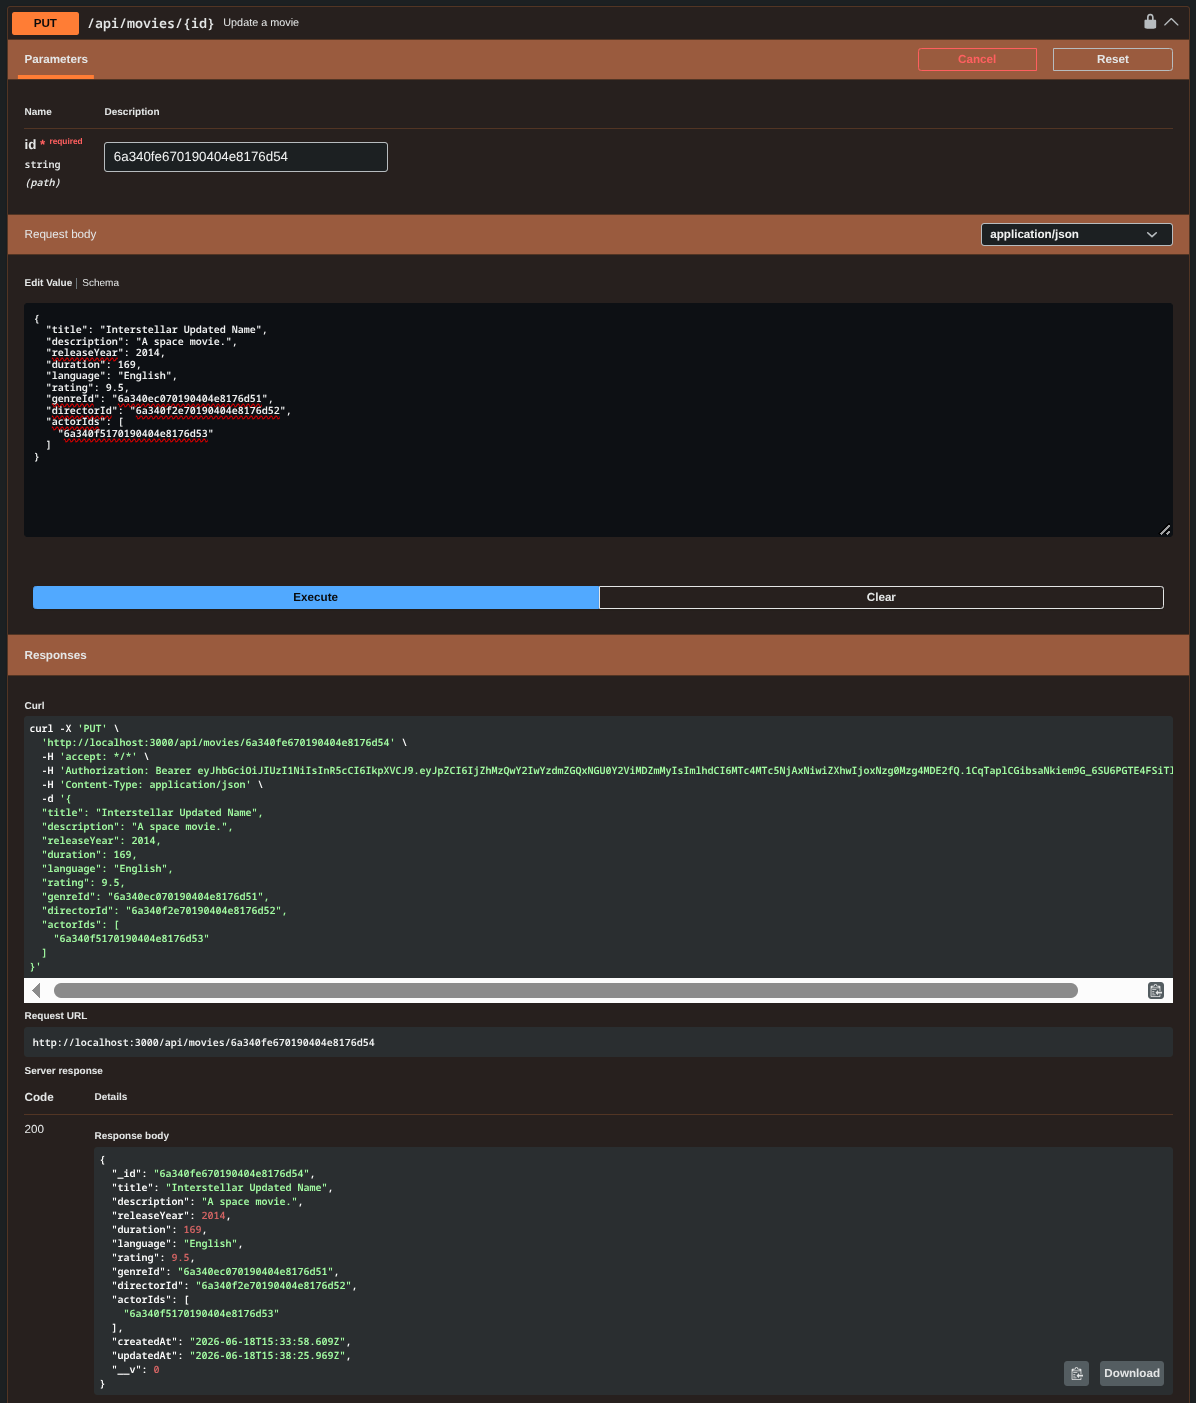 PUT /api/movies/{id} Update a movie
Parameters
Cancel
Reset
Name Description
id * required
string
(path)
6a340fe670190404e8176d54
Request body
application/json
Edit Value | Schema
{
  "title": "Interstellar Updated Name",
  "description": "A space movie.",
  "releaseYear": 2014,
  "duration": 169,
  "language": "English",
  "rating": 9.5,
  "genreId": "6a340ec070190404e8176d51",
  "directorId": "6a340f2e70190404e8176d52",
  "actorIds": [
    "6a340f5170190404e8176d53"
  ]
}
Execute
Clear
Responses
Curl
curl -X 'PUT' \
  'http://localhost:3000/api/movies/6a340fe670190404e8176d54' \
  -H 'accept: */*' \
  -H 'Authorization: Bearer
  -H 'Content-Type: application/json' \
  -d '{
  "title": "Interstellar Updated Name",
  "description": "A space movie.",
  "releaseYear": 2014,
  "duration": 169,
  "language": "English",
  "rating": 9.5,
  "genreId": "6a340ec070190404e8176d51",
  "directorId": "6a340f2e70190404e8176d52",
  "actorIds": [
    "6a340f5170190404e8176d53"
  ]
}'
Request URL
http://localhost:3000/api/movies/6a340fe670190404e8176d54
Server response
Code Details
200
Response body
{
  "_id": "6a340fe670190404e8176d54",
  "title": "Interstellar Updated Name",
  "description": "A space movie.",
  "releaseYear": 2014,
  "duration": 169,
  "language": "English",
  "rating": 9.5,
  "genreId": "6a340ec070190404e8176d51",
  "directorId": "6a340f2e70190404e8176d52",
  "actorIds": [
    "6a340f5170190404e8176d53"
  ],
  "createdAt": "2026-06-18T15:33:58.609Z",
  "updatedAt": "2026-06-18T15:38:25.969Z",
  "__v": 0
}
Download